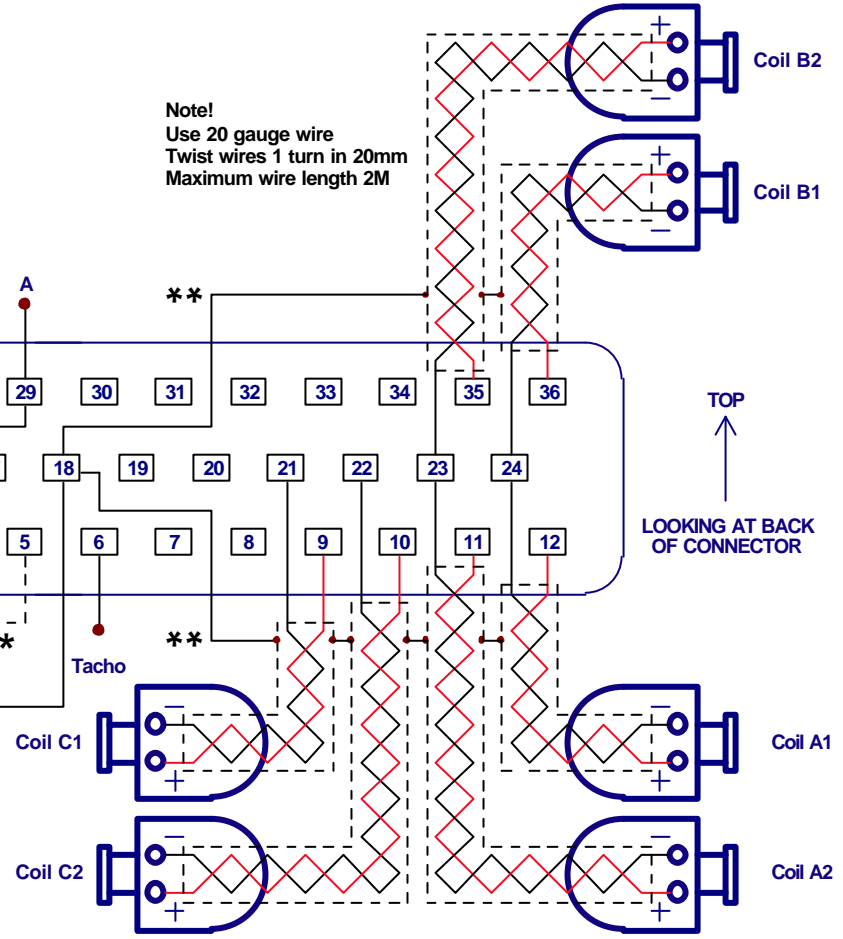 +
Coil B2
−
Note!
Use 20 gauge wire
Twist wires 1 turn in 20mm
Maximum wire length 2M
+
Coil B1
−
A
**
29 30 31 32 33 34 35 36
TOP
18 19 20 21 22 23 24
LOOKING AT BACK
OF CONNECTOR
5 6 7 8 9 10 11 12
*
**
Tacho
− −
Coil C1
Coil A1
+ +
− −
Coil C2
Coil A2
+ +